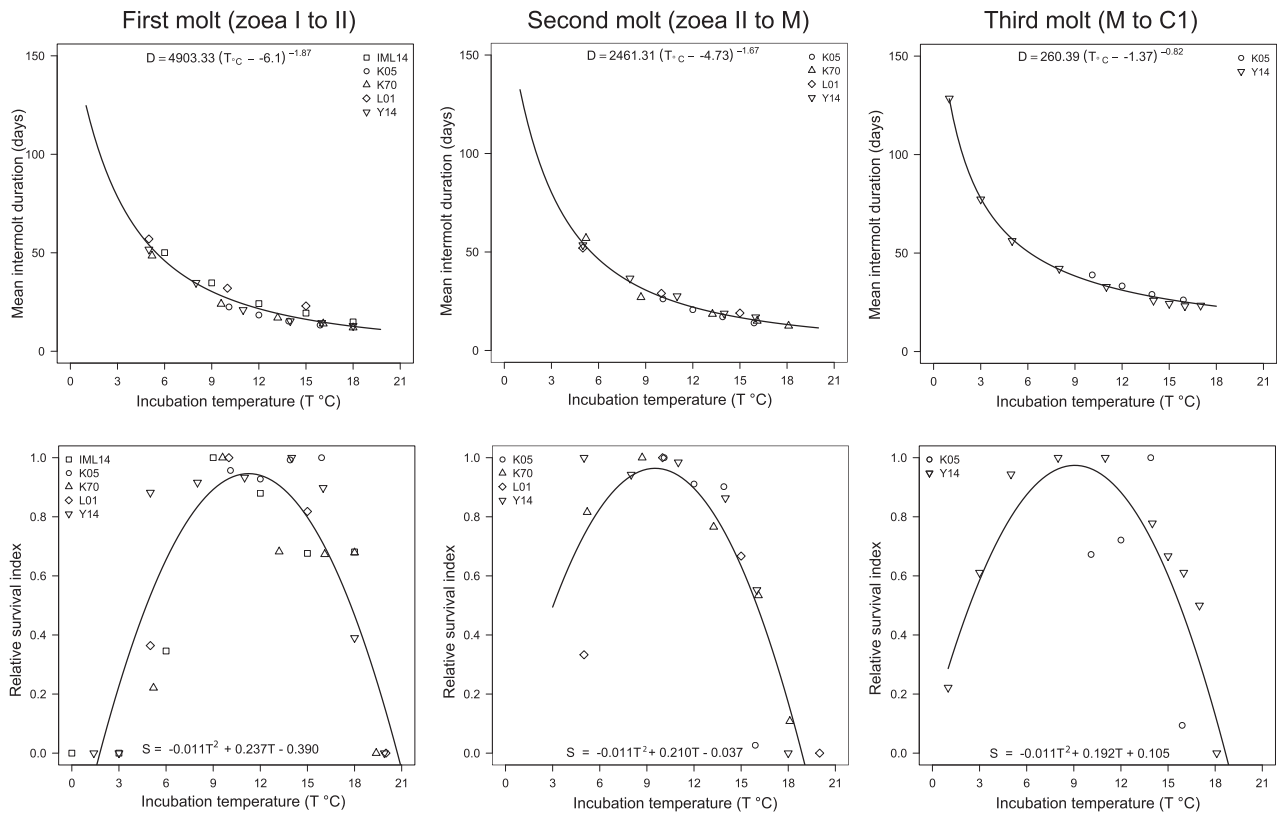 First molt (zoea I to II)
Second molt (zoea II to M)
Third molt (M to C1)
Mean intermolt duration (days)
150
100
50
0
D = 4903.33 (T°C − -6.1)^−1.87
IML14
K05
K70
L01
Y14
0 3 6 9 12 15 18 21
Incubation temperature (T °C)
Mean intermolt duration (days)
150
100
50
0
D = 2461.31 (T°C − -4.73)^−1.67
K05
K70
L01
Y14
0 3 6 9 12 15 18 21
Incubation temperature (T °C)
Mean intermolt duration (days)
150
100
50
0
D = 260.39 (T°C − -1.37)^−0.82
K05
Y14
0 3 6 9 12 15 18 21
Incubation temperature (T °C)
Relative survival index
1.0
0.8
0.6
0.4
0.2
0.0
IML14
K05
K70
L01
Y14
S = -0.011T² + 0.237T - 0.390
0 3 6 9 12 15 18 21
Incubation temperature (T °C)
Relative survival index
1.0
0.8
0.6
0.4
0.2
0.0
K05
K70
L01
Y14
S = -0.011T² + 0.210T - 0.037
0 3 6 9 12 15 18 21
Incubation temperature (T °C)
Relative survival index
1.0
0.8
0.6
0.4
0.2
0.0
K05
Y14
S = -0.011T² + 0.192T + 0.105
0 3 6 9 12 15 18 21
Incubation temperature (T °C)